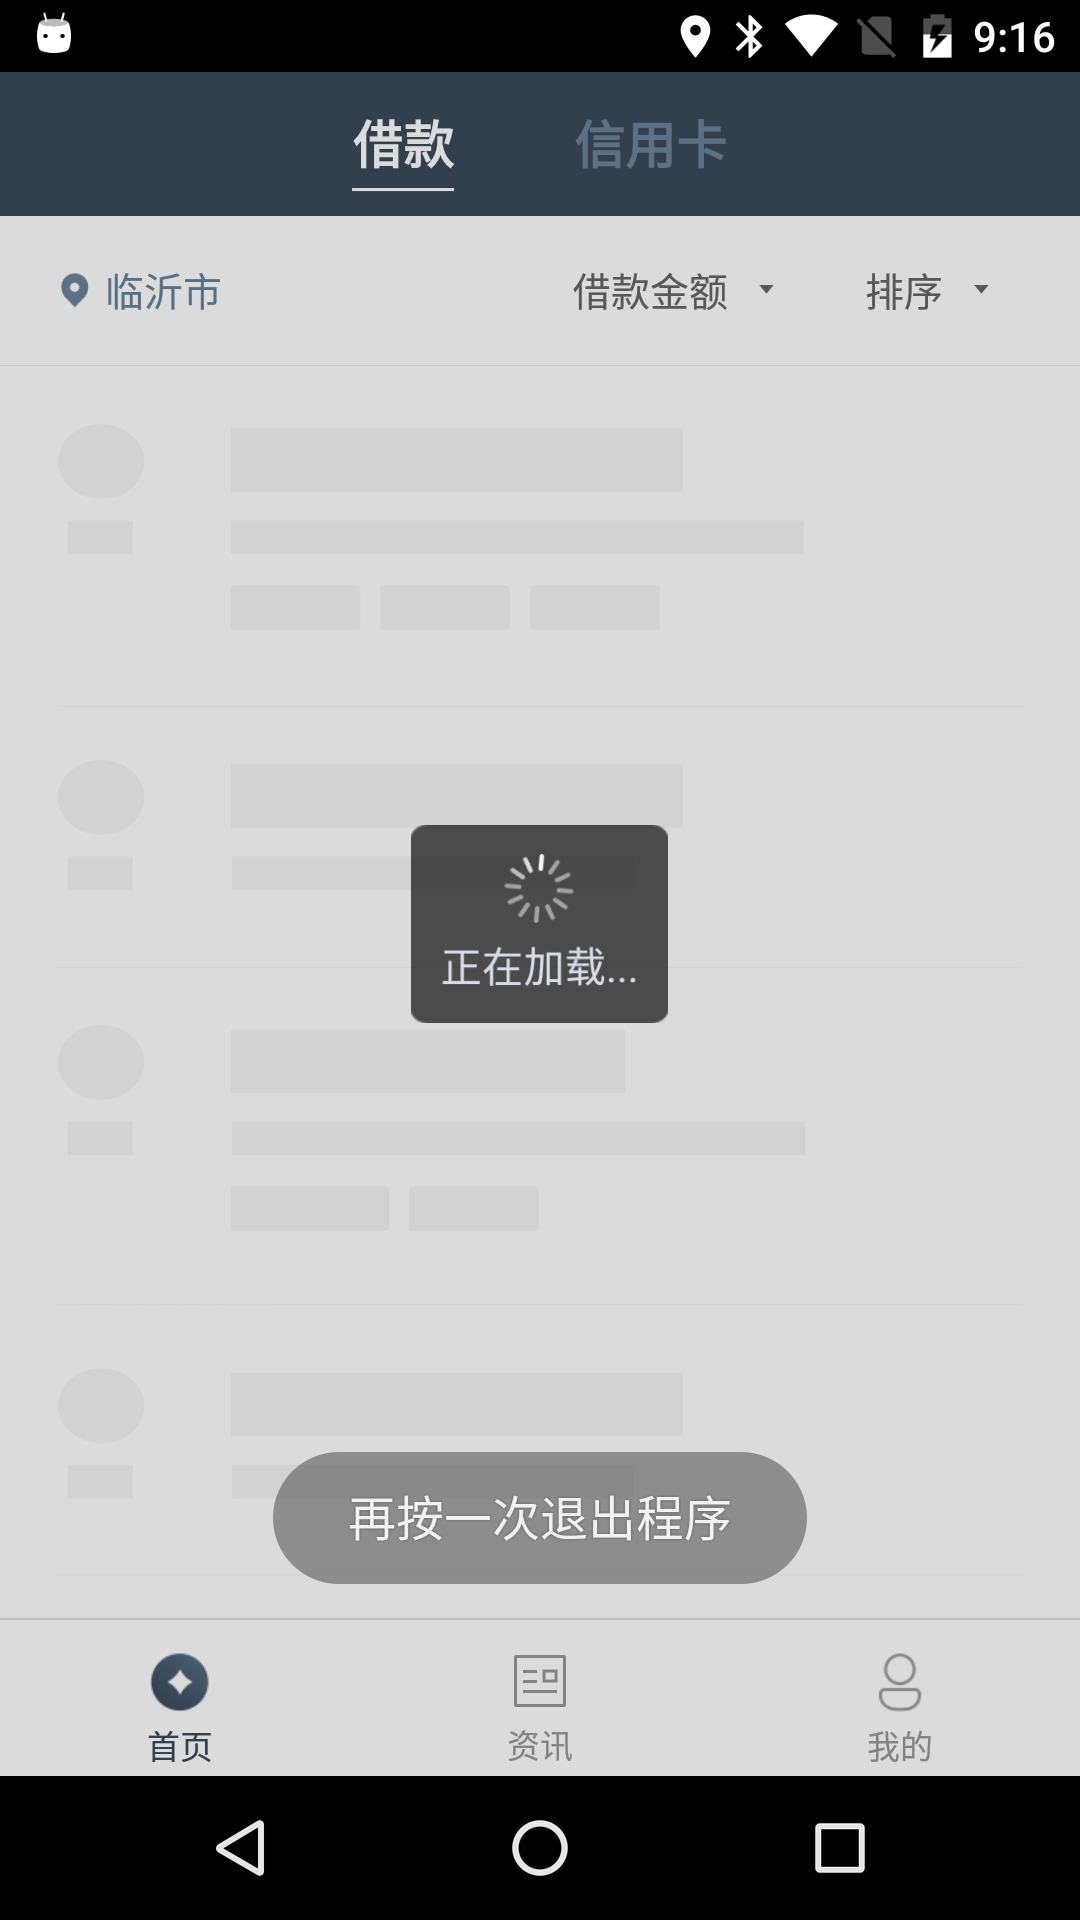 9:16
借款 信用卡
临沂市 借款金额 排序
正在加载...
再按一次退出程序
首页 资讯 我的